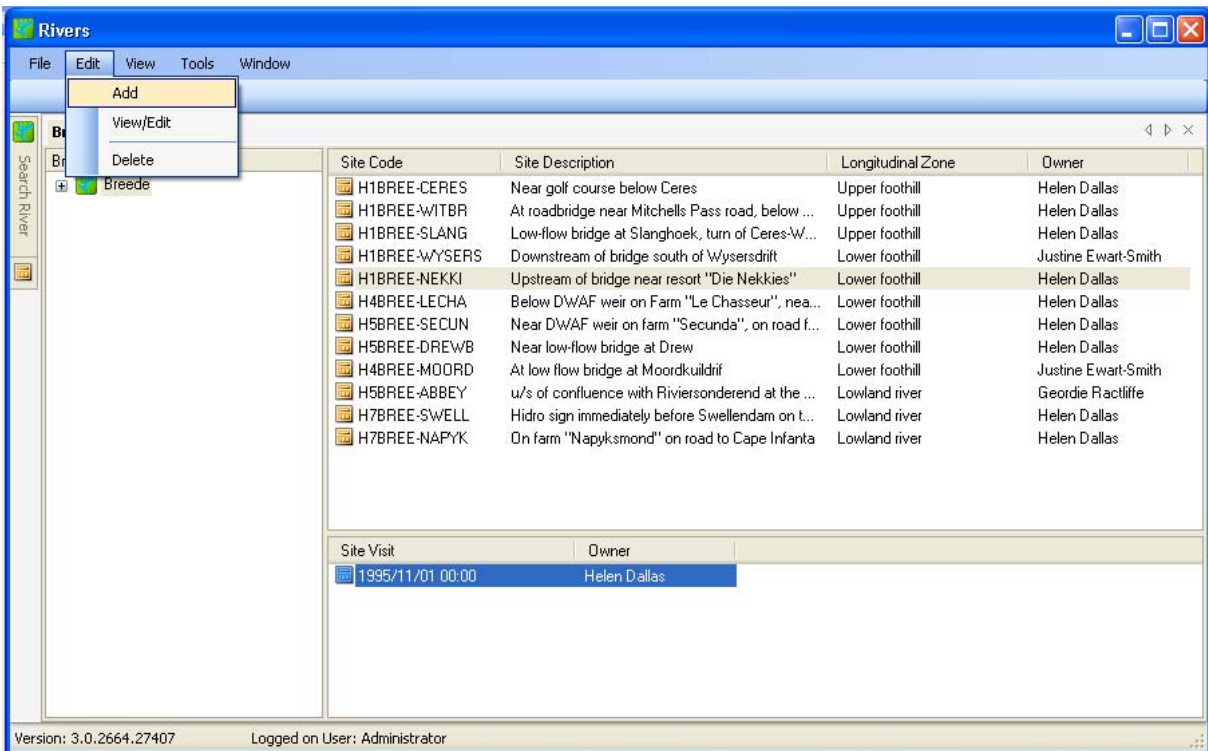 Rivers
File Edit View Tools Window
Add
View/Edit
Delete
Search River
Br
Br
Breede
Site Code Site Description Longitudinal Zone Owner
H1BREE-CERES Near golf course below Ceres Upper foothill Helen Dallas
H1BREE-WITBR At roadbridge near Mitchells Pass road, below ... Upper foothill Helen Dallas
H1BREE-SLANG Low-flow bridge at Slanghoek, turn of Ceres-W... Upper foothill Helen Dallas
H1BREE-WYSERS Downstream of bridge south of Wysersdrift Lower foothill Justine Ewart-Smith
H1BREE-NEKKI Upstream of bridge near resort "Die Nekkies" Lower foothill Helen Dallas
H4BREE-LECHA Below DWAF weir on Farm "Le Chasseur", nea... Lower foothill Helen Dallas
H5BREE-SECUN Near DWAF weir on farm "Secunda", on road f... Lower foothill Helen Dallas
H5BREE-DREWB Near low-flow bridge at Drew Lower foothill Helen Dallas
H4BREE-MOORD At low flow bridge at Moordkuildrif Lower foothill Justine Ewart-Smith
H5BREE-ABBEY u/s of confluence with Riviersonderend at the ... Lowland river Geordie Ractliffe
H7BREE-SWELL Hidro sign immediately before Swellendam on t... Lowland river Helen Dallas
H7BREE-NAPYK On farm "Napyksmond" on road to Cape Infanta Lowland river Helen Dallas
Site Visit Owner
1995/11/01 00:00 Helen Dallas
Version: 3.0.2664.27407 Logged on User: Administrator